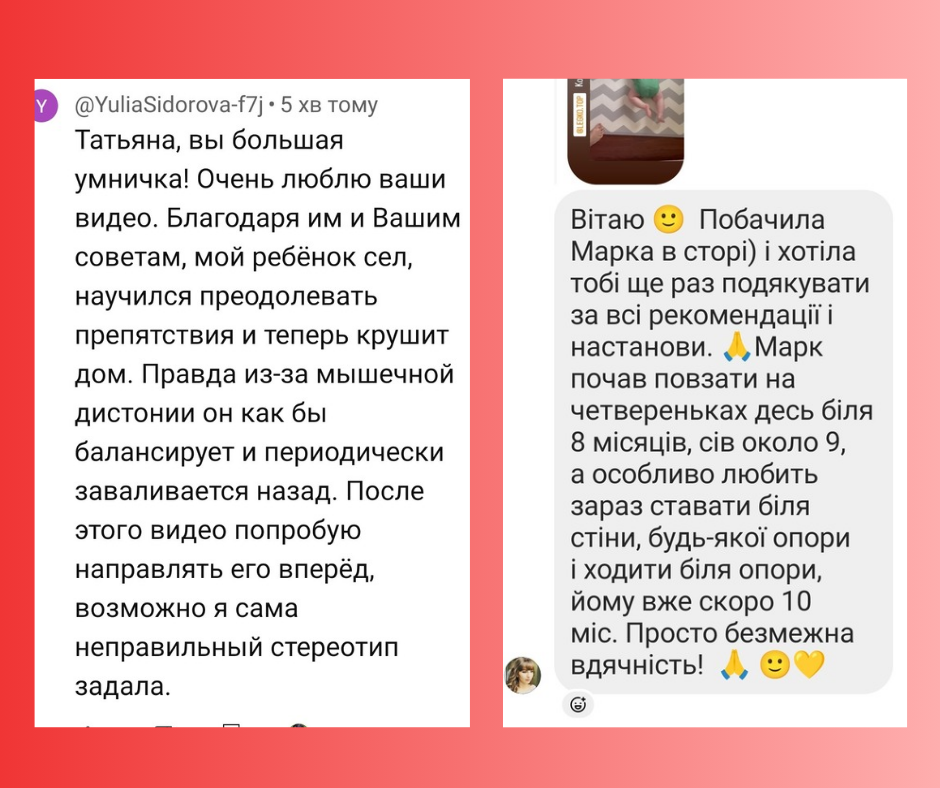 Y
@YuliaSidorova-f7j • 5 хв тому
Татьяна, вы большая
умничка! Очень люблю ваши
видео. Благодаря им и Вашим
советам, мой ребёнок сел,
научился преодолевать
препятствия и теперь крушит
дом. Правда из-за мышечной
дистонии он как бы
балансирует и периодически
заваливается назад. После
этого видео попробую
направлять его вперёд,
возможно я сама
неправильный стереотип
задала.
@LEGKO.TOP
Вітаю 🙂 Побачила
Марка в сторі) і хотіла
тобі ще раз подякувати
за всі рекомендації і
настанови. 🙏Марк
почав повзати на
четвереньках десь біля
8 місяців, сів около 9,
а особливо любить
зараз ставати біля
стіни, будь-якої опори
і ходити біля опори,
йому вже скоро 10
міс. Просто безмежна
вдячність! 🙏 🙂💛